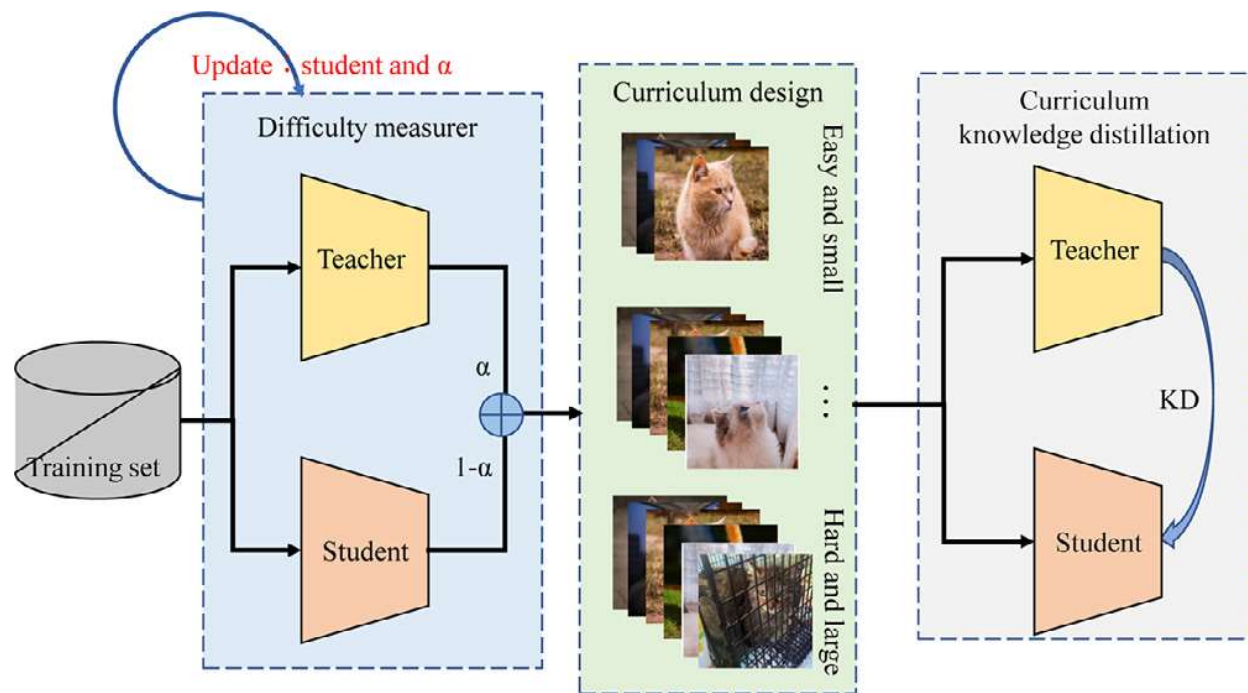 Update : student and α
Difficulty measurer
Teacher
α
1-α
Student
Training set
Curriculum design
Easy and small
...
Hard and large
Curriculum
knowledge distillation
Teacher
KD
Student